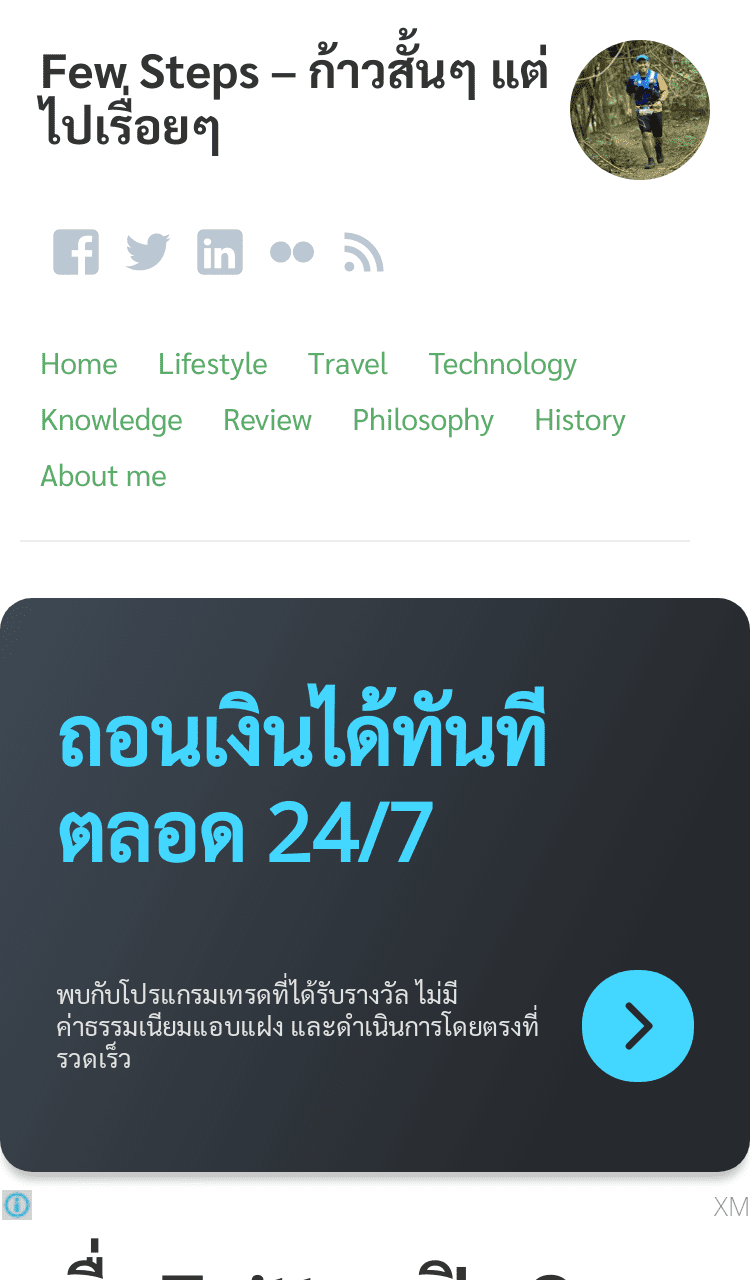 Few Steps – ก้าวสั้นๆ แต่
ไปเรื่อยๆ
Home Lifestyle Travel Technology
Knowledge Review Philosophy History
About me
ถอนเงินได้ทันที
ตลอด 24/7
พบกับโปรแกรมเทรดที่ได้รับรางวัล ไม่มี
ค่าธรรมเนียมแอบแฝง และดำเนินการโดยตรงที่
รวดเร็ว
XM